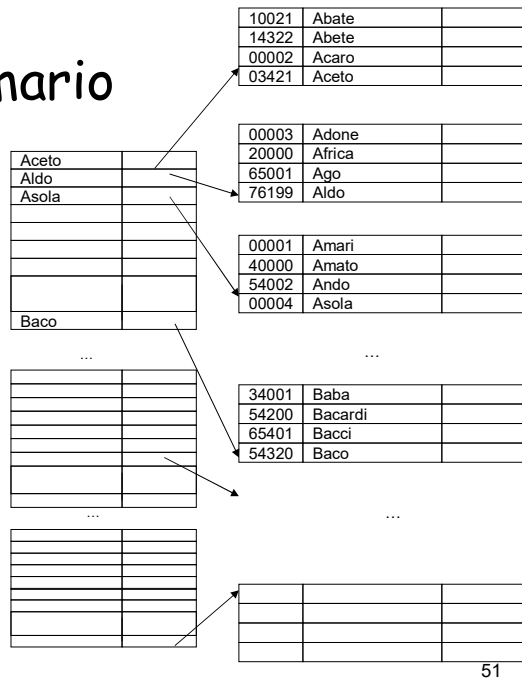 nario
Aceto
Aldo
Asola
Baco
...
...
10021 Abate
14322 Abete
00002 Acaro
03421 Aceto
00003 Adone
20000 Africa
65001 Ago
76199 Aldo
00001 Amari
40000 Amato
54002 Ando
00004 Asola
...
34001 Baba
54200 Bacardi
65401 Bacci
54320 Baco
...
51